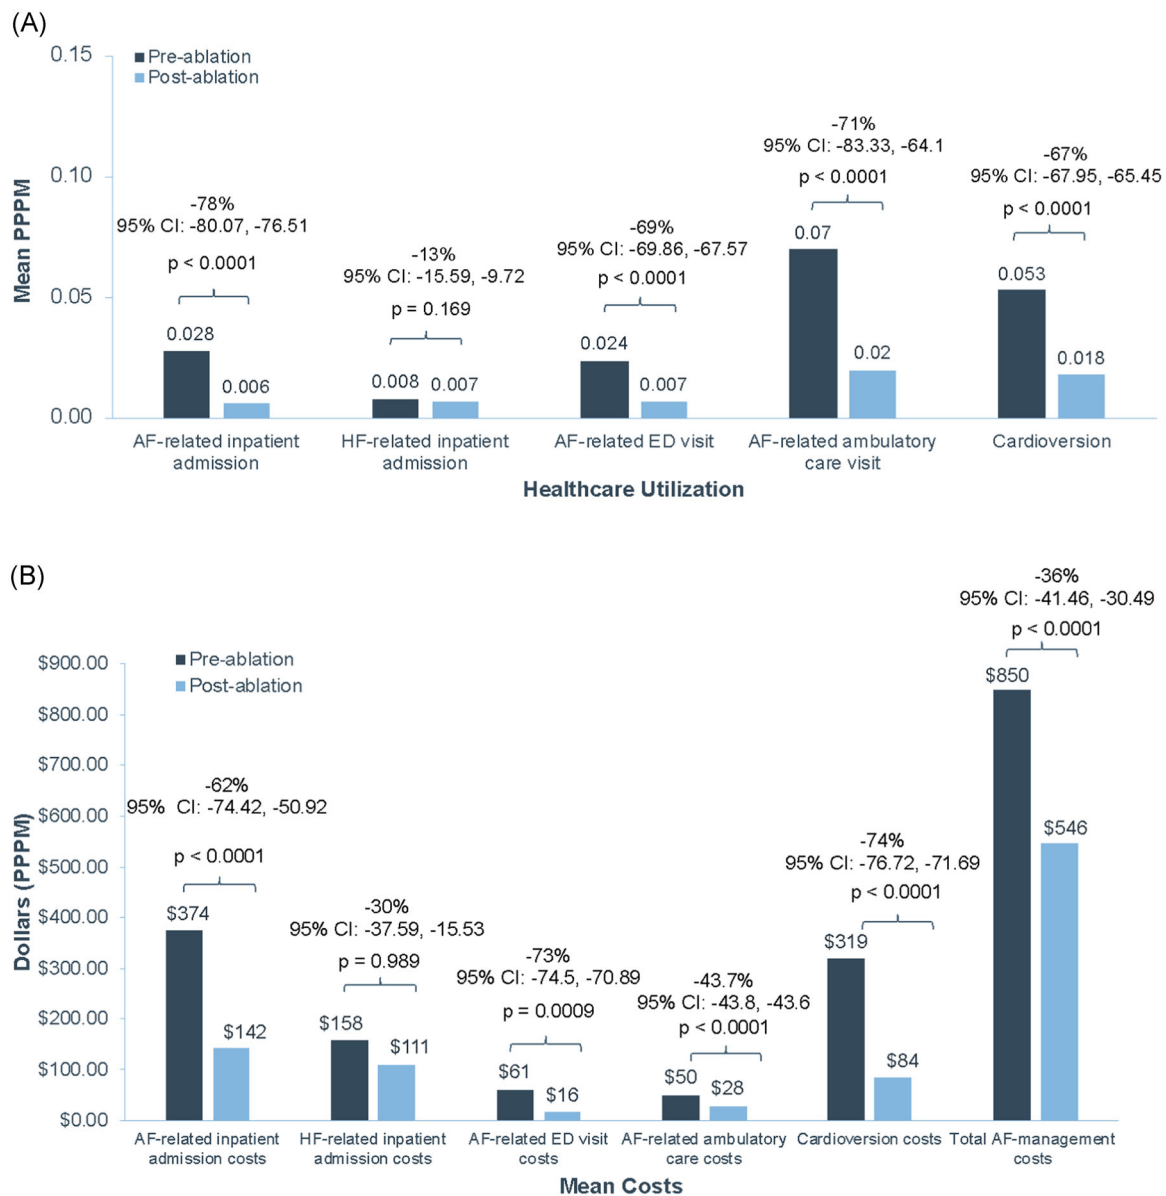 (A)
0.15
Pre-ablation
Post-ablation
-71%
95% CI: -83.33, -64.1
p < 0.0001
-67%
95% CI: -67.95, -65.45
p < 0.0001
-78%
95% CI: -80.07, -76.51
p < 0.0001
-13%
95% CI: -15.59, -9.72
p = 0.169
-69%
95% CI: -69.86, -67.57
p < 0.0001
0.10
0.05
0.00
Mean PPPM
0.028
0.006
0.008
0.007
0.024
0.007
0.07
0.02
0.053
0.018
AF-related inpatient
admission
HF-related inpatient
admission
AF-related ED visit
AF-related ambulatory
care visit
Cardioversion
Healthcare Utilization
(B)
-36%
95% CI: -41.46, -30.49
p < 0.0001
Pre-ablation
Post-ablation
$900.00
$800.00
$700.00
$600.00
$500.00
$400.00
$300.00
$200.00
$100.00
$0.00
Dollars (PPPM)
-62%
95% CI: -74.42, -50.92
p < 0.0001
$374
$142
-30%
95% CI: -37.59, -15.53
p = 0.989
$158
$111
-73%
95% CI: -74.5, -70.89
p = 0.0009
$61
$16
-43.7%
95% CI: -43.8, -43.6
p < 0.0001
$50
$28
-74%
95% CI: -76.72, -71.69
p < 0.0001
$319
$84
$850
$546
AF-related inpatient
admission costs
HF-related inpatient
admission costs
AF-related ED visit
costs
AF-related ambulatory
care costs
Cardioversion costs
Total AF-management
costs
Mean Costs